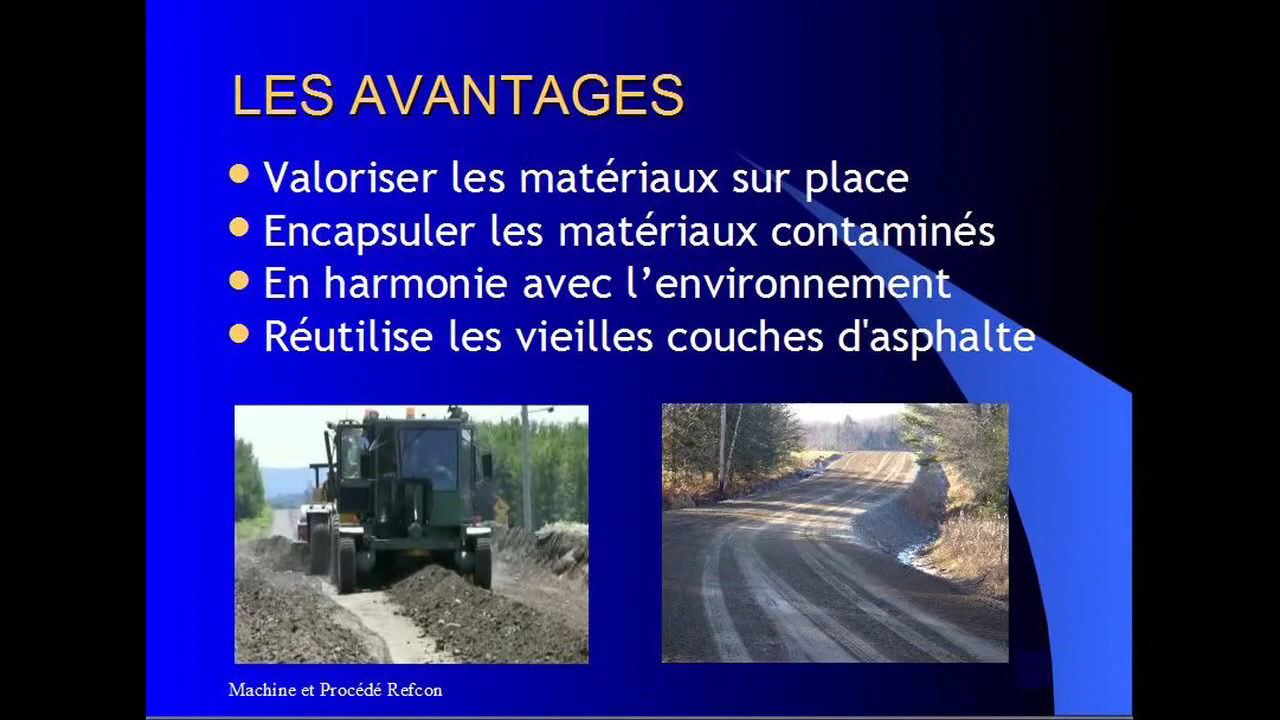 LES AVANTAGES
Valoriser les matériaux sur place
Encapsuler les matériaux contaminés
En harmonie avec l’environnement
Réutilise les vieilles couches d'asphalte
Machine et Procédé Refcon